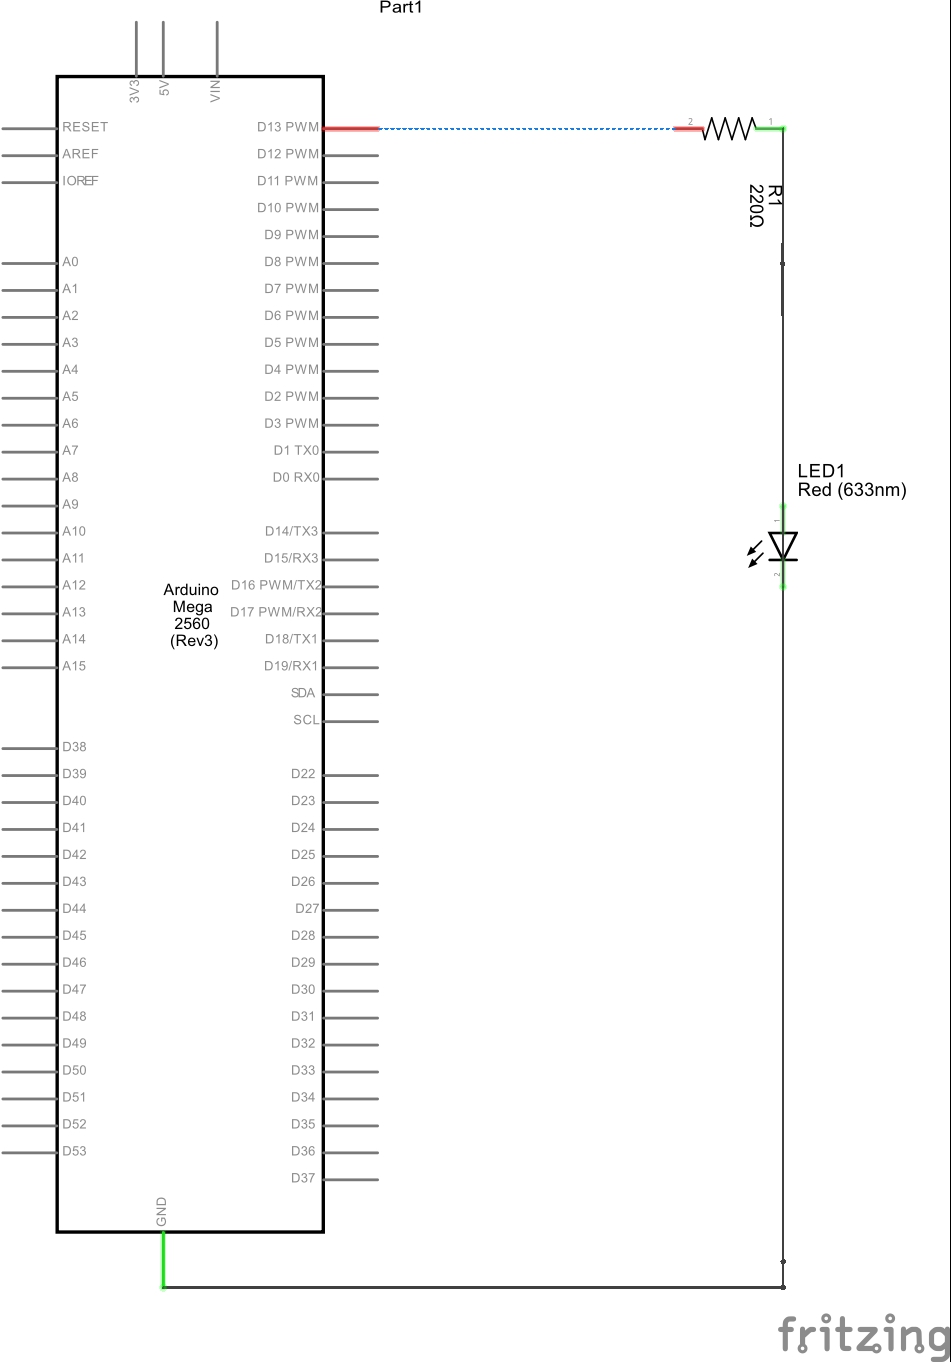 Part1
3V3
5V
VIN
RESET
AREF
IOREF
A0
A1
A2
A3
A4
A5
A6
A7
A8
A9
A10
A11
A12
A13
A14
A15
D38
D39
D40
D41
D42
D43
D44
D45
D46
D47
D48
D49
D50
D51
D52
D53
GND
Arduino
Mega
2560
(Rev3)
D13 PWM
D12 PWM
D11 PWM
D10 PWM
D9 PWM
D8 PWM
D7 PWM
D6 PWM
D5 PWM
D4 PWM
D2 PWM
D3 PWM
D1 TX0
D0 RX0
D14/TX3
D15/RX3
D16 PWM/TX2
D17 PWM/RX2
D18/TX1
D19/RX1
SDA
SCL
D22
D23
D24
D25
D26
D27
D28
D29
D30
D31
D32
D33
D34
D35
D36
D37
2
1
R1
220Ω
LED1
Red (633nm)
1
2
fritzing